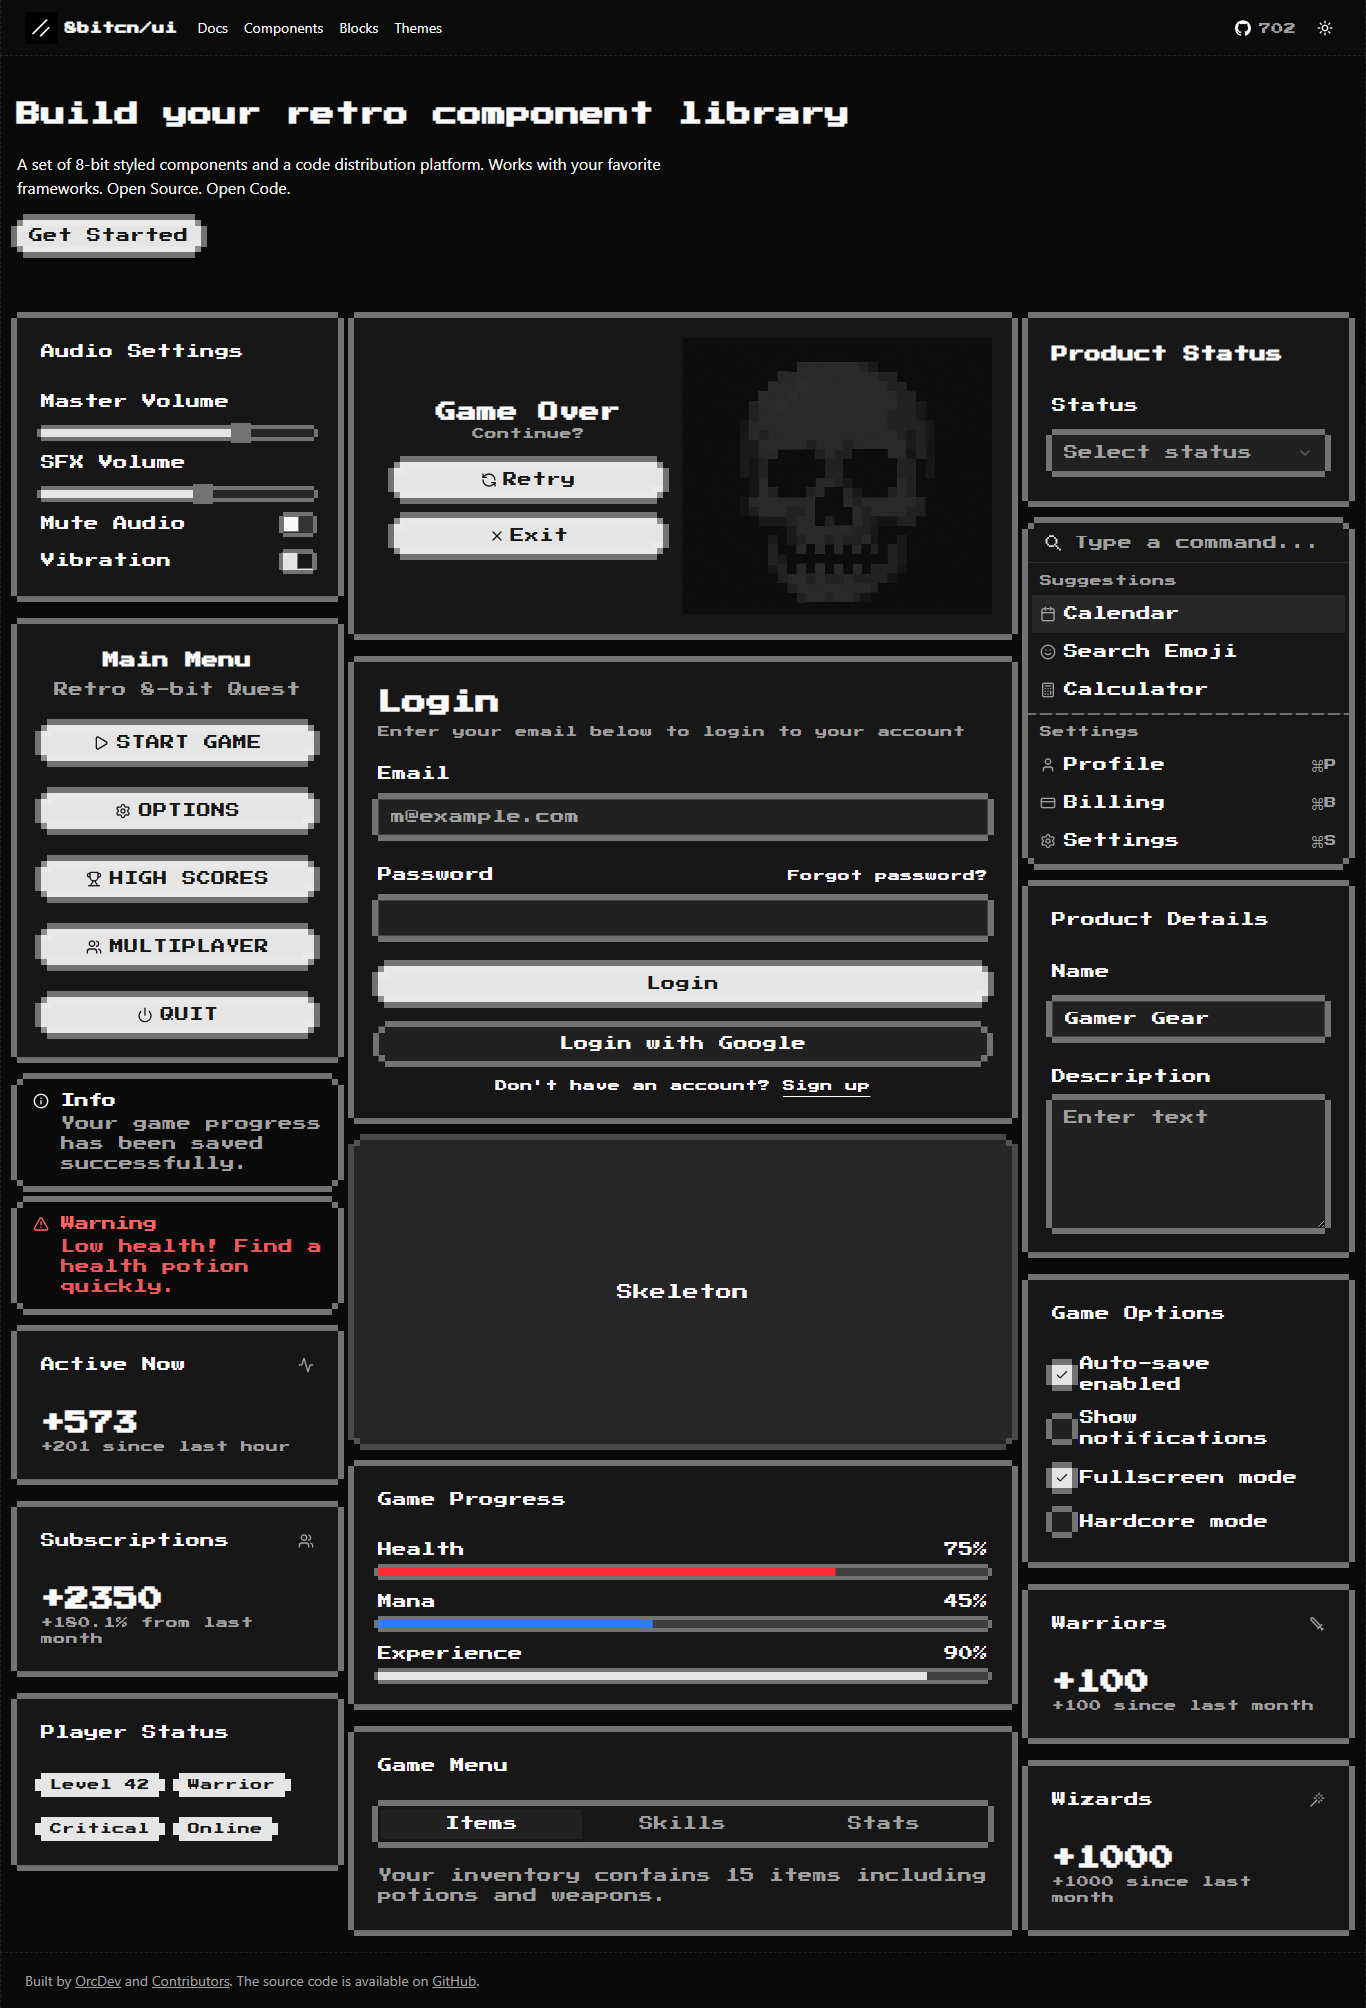 8bitcn/ui Docs Components Blocks Themes 702
Build your retro component library
A set of 8-bit styled components and a code distribution platform. Works with your favorite
frameworks. Open Source. Open Code.
Get Started
Audio Settings
Master Volume
SFX Volume
Mute Audio
Vibration
Main Menu
Retro 8-bit Quest
START GAME
OPTIONS
HIGH SCORES
MULTIPLAYER
QUIT
Info
Your game progress
has been saved
successfully.
Warning
Low health! Find a
health potion
quickly.
Active Now
+573
+201 since last hour
Subscriptions
+2350
+180.1% from last
month
Player Status
Level 42 Warrior
Critical Online
Game Over
Continue?
Retry
Exit
Login
Enter your email below to login to your account
Email
m@example.com
Password Forgot password?
Login
Login with Google
Don't have an account? Sign up
Skeleton
Game Progress
Health 75%
Mana 45%
Experience 90%
Game Menu
Items Skills Stats
Your inventory contains 15 items including
potions and weapons.
Product Status
Status
Select status
Type a command...
Suggestions
Calendar
Search Emoji
Calculator
Settings
Profile ⌘P
Billing ⌘B
Settings ⌘S
Product Details
Name
Gamer Gear
Description
Enter text
Game Options
Auto-save
enabled
Show
notifications
Fullscreen mode
Hardcore mode
Warriors
+100
+100 since last month
Wizards
+1000
+1000 since last
month
Built by OrcDev and Contributors. The source code is available on GitHub.